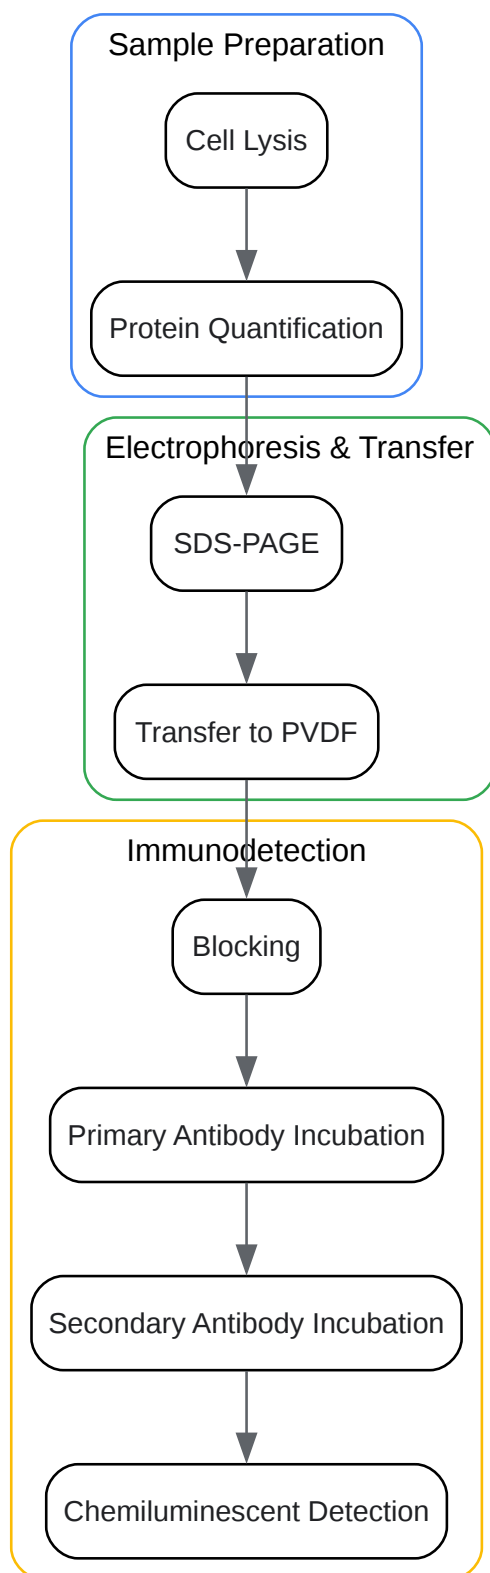 Sample Preparation
Cell Lysis
Protein Quantification
Electrophoresis & Transfer
SDS-PAGE
Transfer to PVDF
Immunodetection
Blocking
Primary Antibody Incubation
Secondary Antibody Incubation
Chemiluminescent Detection